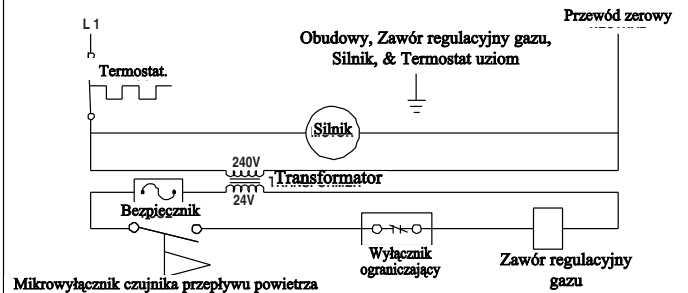 Przewód zerowy
L 1
Obudowy, Zawór regulacyjny gazu,
Silnik, & Termostat uziom
Termostat.
Silnik
240V
Transformator
24V
Bezpięcznik
Wyłącznik
ograniczający
Zawór regulacyjny
gazu
Mikrowyłącznik czujnika przepływu powietrza